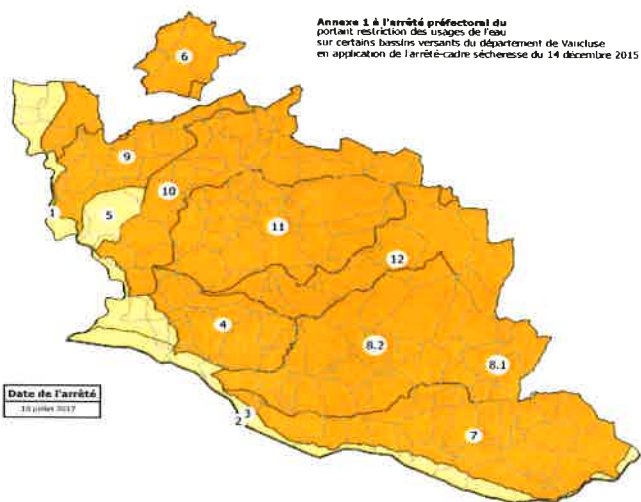 Annexe 1 à l'arrêté préfectoral du
portant restriction des usages de l'eau
sur certains bassins versants du département de Vaucluse
en application de l'arrêté-cadre sécheresse du 14 décembre 2015
6
9
10
1
5
11
12
4
8.2
8.1
3
2
7
Date de l'arrêté
juillet 2017